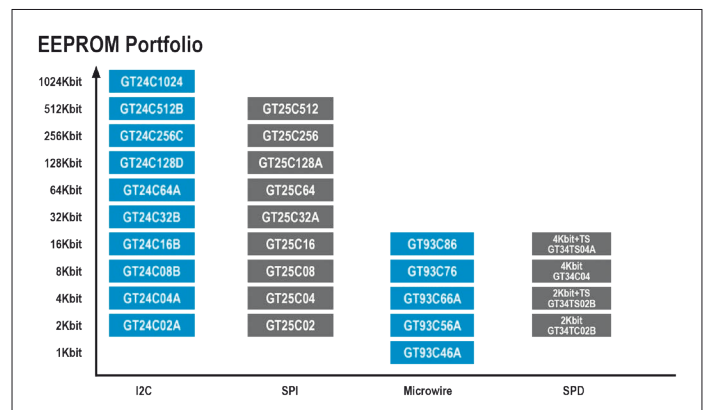 EEPROM Portfolio
1024Kbit GT24C1024
512Kbit GT24C512B GT25C512
256Kbit GT24C256C GT25C256
128Kbit GT24C128D GT25C128A
64Kbit GT24C64A GT25C64
32Kbit GT24C32B GT25C32A
16Kbit GT24C16B GT25C16 GT93C86 4Kbit+TS
GT34TS04A
8Kbit GT24C08B GT25C08 GT93C76 4Kbit
GT34C04
4Kbit GT24C04A GT25C04 GT93C66A 2Kbit+TS
GT34TS02B
2Kbit GT24C02A GT25C02 GT93C56A 2Kbit
GT34TC02B
1Kbit GT93C46A
I2C SPI Microwire SPD